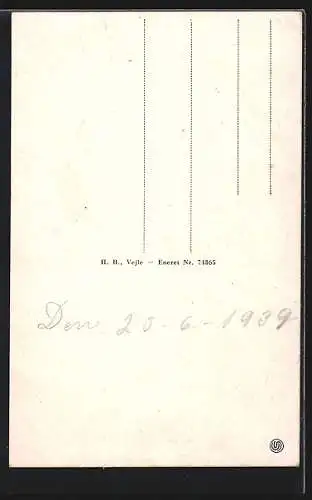 H. B., Vejle — Eneret Nr. 74865
Den 25-6-1939